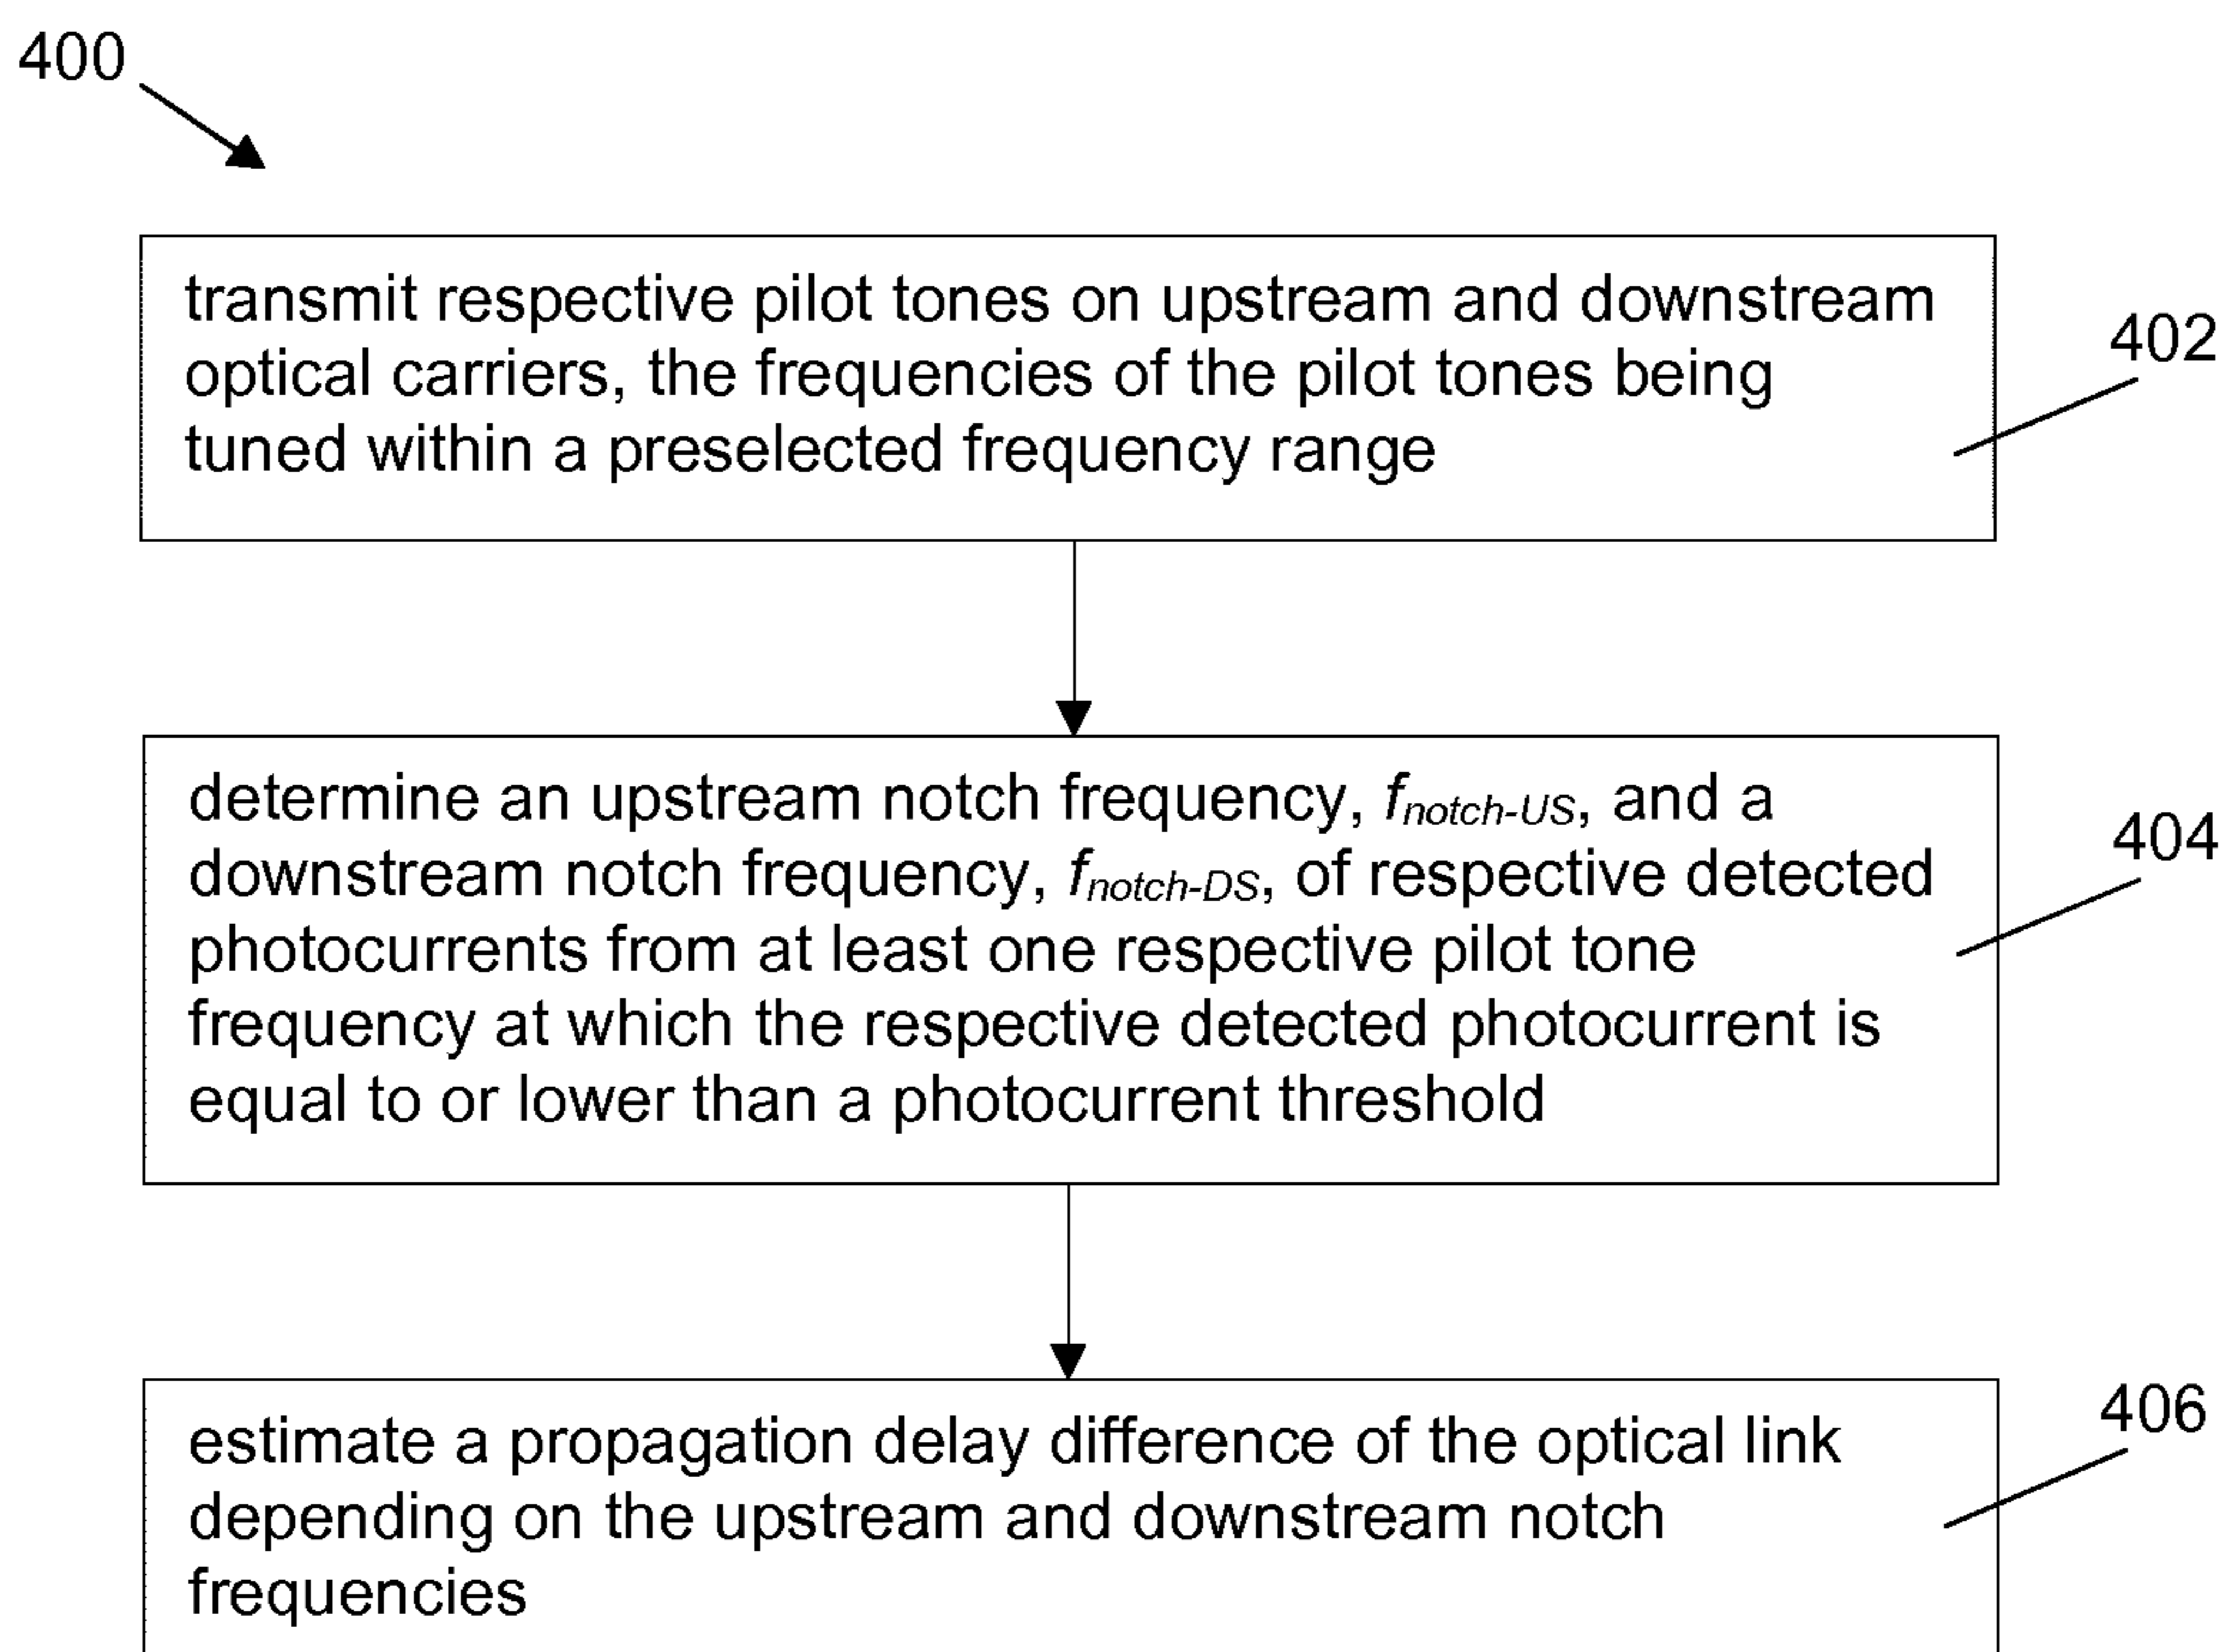 400
transmit respective pilot tones on upstream and downstream
optical carriers, the frequencies of the pilot tones being
tuned within a preselected frequency range
402
determine an upstream notch frequency, fnotch-US, and a
downstream notch frequency, fnotch-DS, of respective detected
photocurrents from at least one respective pilot tone
frequency at which the respective detected photocurrent is
equal to or lower than a photocurrent threshold
404
estimate a propagation delay difference of the optical link
depending on the upstream and downstream notch
frequencies
406